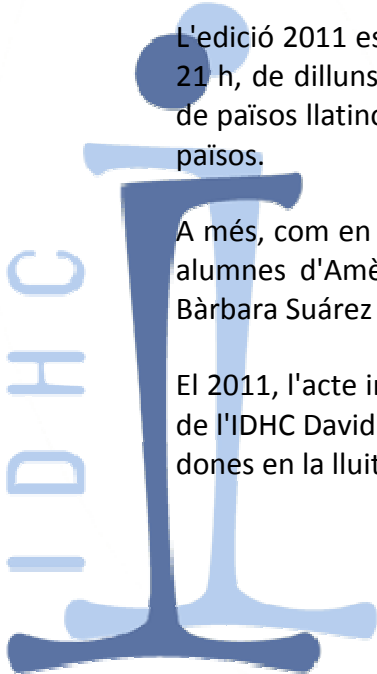 L'edició 2011 es
21 h, de dilluns
de països llatino
països.
A més, com en
alumnes d'Amè
Bàrbara Suárez
El 2011, l'acte i
de l'IDHC David
dones en la lluit
IDHC